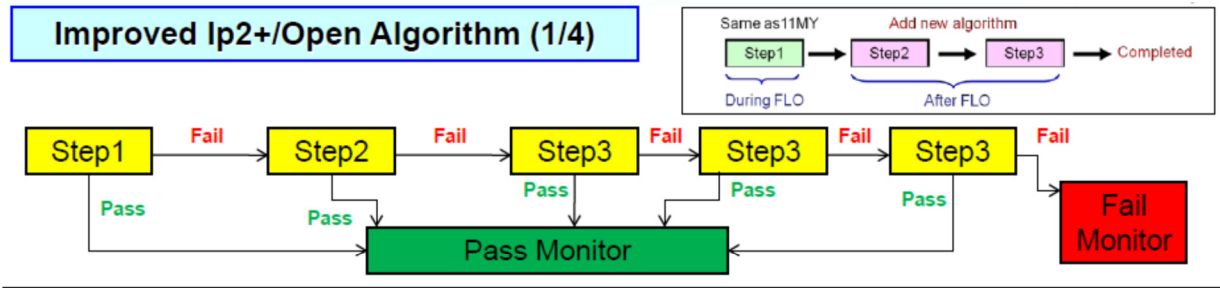 Improved Ip2+/Open Algorithm (1/4)
Same as11MY
Add new algorithm
Step1
Step2
Step3
Completed
During FLO
After FLO
Step1
Fail
Step2
Fail
Step3
Fail
Step3
Fail
Step3
Fail
Pass
Pass
Pass
Pass
Pass
Pass Monitor
Fail
Monitor